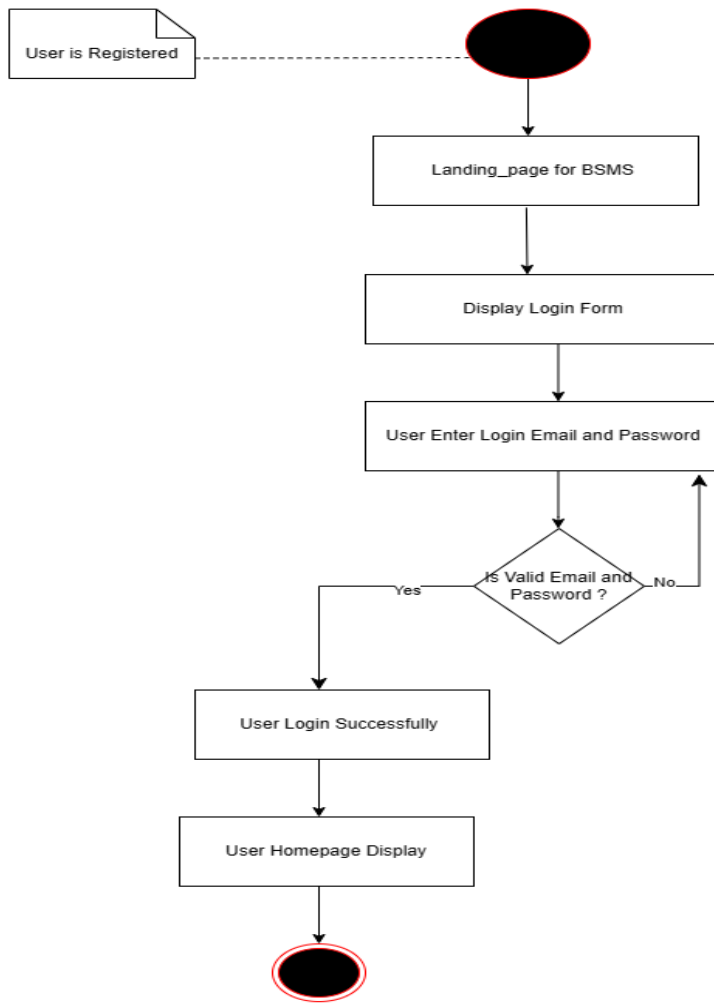 User is Registered
Landing_page for BSMS
Display Login Form
User Enter Login Email and Password
Is Valid Email and
Password ?
No
Yes
User Login Successfully
User Homepage Display